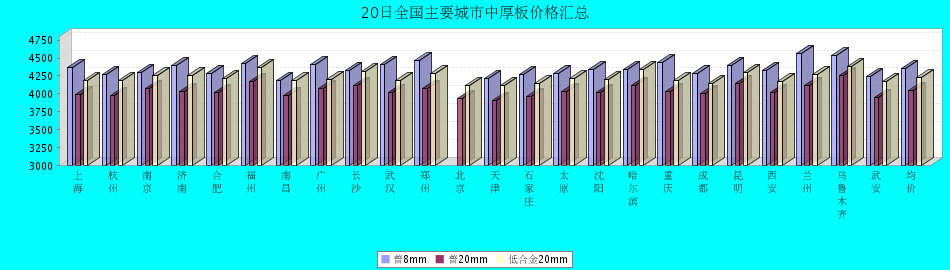 20日全国主要城市中厚板价格汇总
4750
4500
4250
4000
3750
3500
3250
3000
上海 杭州 南京 济南 合肥 福州 南昌 广州 长沙 武汉 郑州 北京 天津 石家庄 太原 沈阳 哈尔滨 重庆 成都 昆明 西安 兰州 乌鲁木齐 武安 均价
普8mm 普20mm 低合金20mm